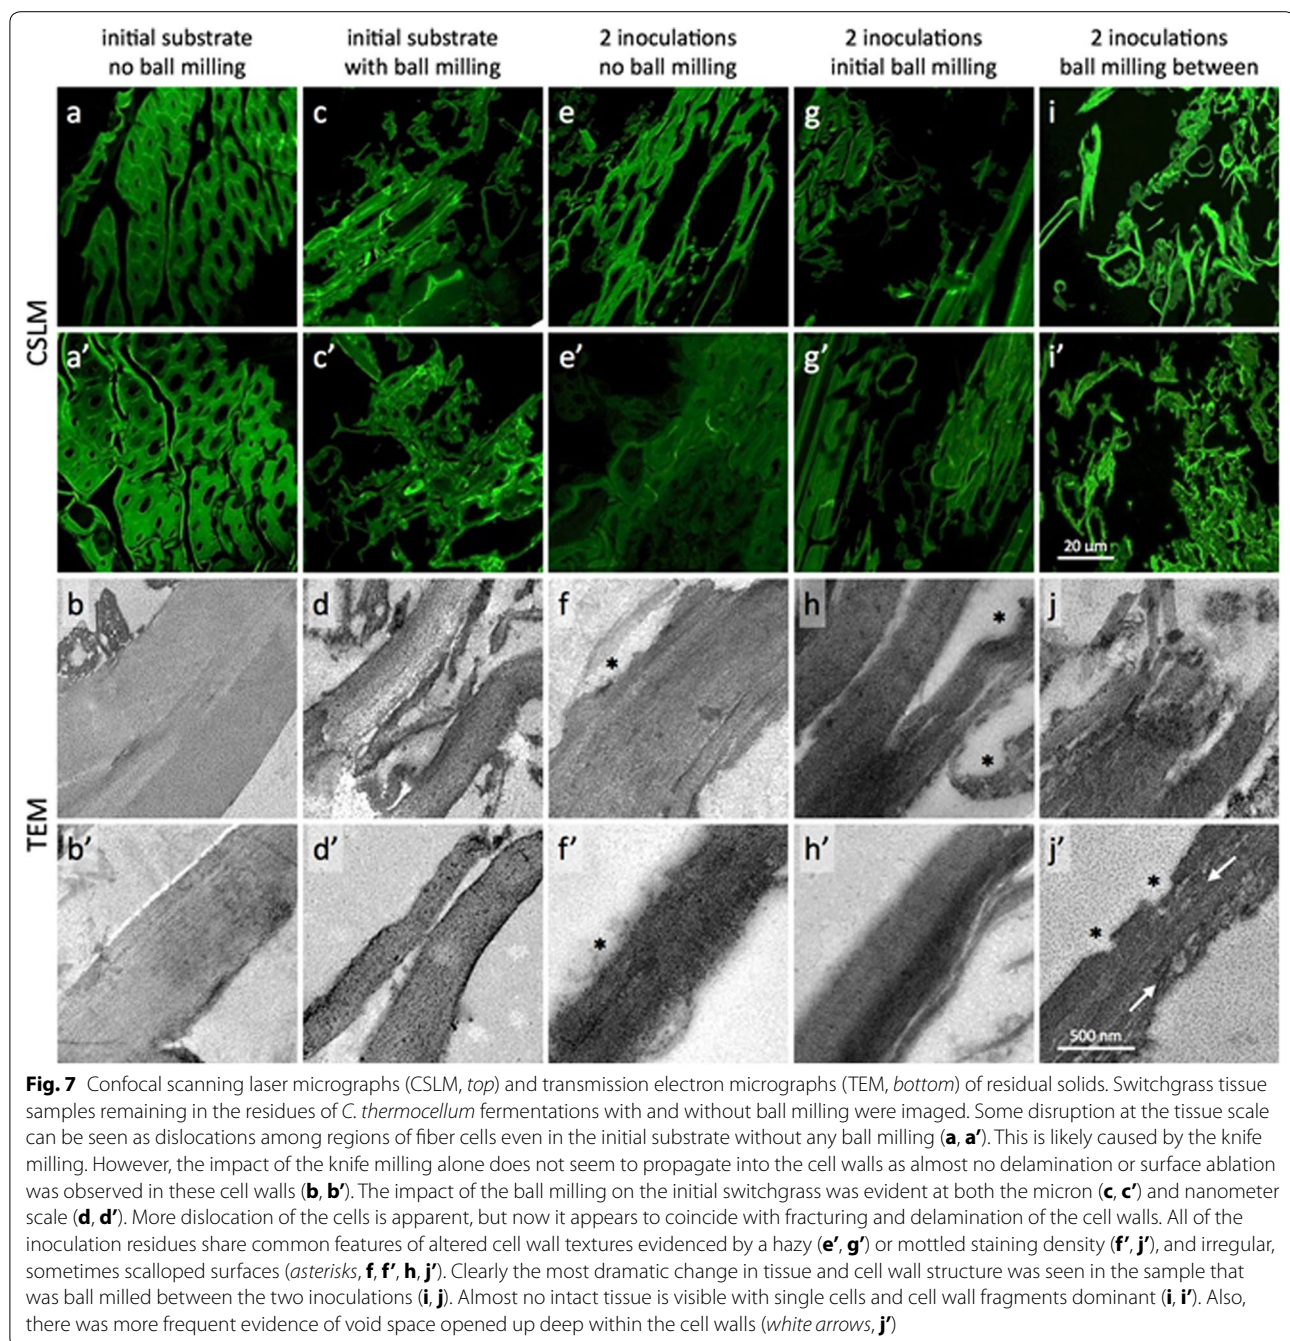 initial substrate
no ball milling
initial substrate
with ball milling
2 inoculations
no ball milling
2 inoculations
initial ball milling
2 inoculations
ball milling between
CSLM
a
c
e
g
i
a′
c′
e′
g′
i′
20 um
TEM
b
d
f
*
h
*
*
j
b′
d′
f′
*
h′
j′
*
*
500 nm
Fig. 7 Confocal scanning laser micrographs (CSLM, top) and transmission electron micrographs (TEM, bottom) of residual solids. Switchgrass tissue
samples remaining in the residues of C. thermocellum fermentations with and without ball milling were imaged. Some disruption at the tissue scale
can be seen as dislocations among regions of fiber cells even in the initial substrate without any ball milling (a, a′). This is likely caused by the knife
milling. However, the impact of the knife milling alone does not seem to propagate into the cell walls as almost no delamination or surface ablation
was observed in these cell walls (b, b′). The impact of the ball milling on the initial switchgrass was evident at both the micron (c, c′) and nanometer
scale (d, d′). More dislocation of the cells is apparent, but now it appears to coincide with fracturing and delamination of the cell walls. All of the
inoculation residues share common features of altered cell wall textures evidenced by a hazy (e′, g′) or mottled staining density (f′, j′), and irregular,
sometimes scalloped surfaces (asterisks, f, f′, h, j′). Clearly the most dramatic change in tissue and cell wall structure was seen in the sample that
was ball milled between the two inoculations (i, j). Almost no intact tissue is visible with single cells and cell wall fragments dominant (i, i′). Also,
there was more frequent evidence of void space opened up deep within the cell walls (white arrows, j′)